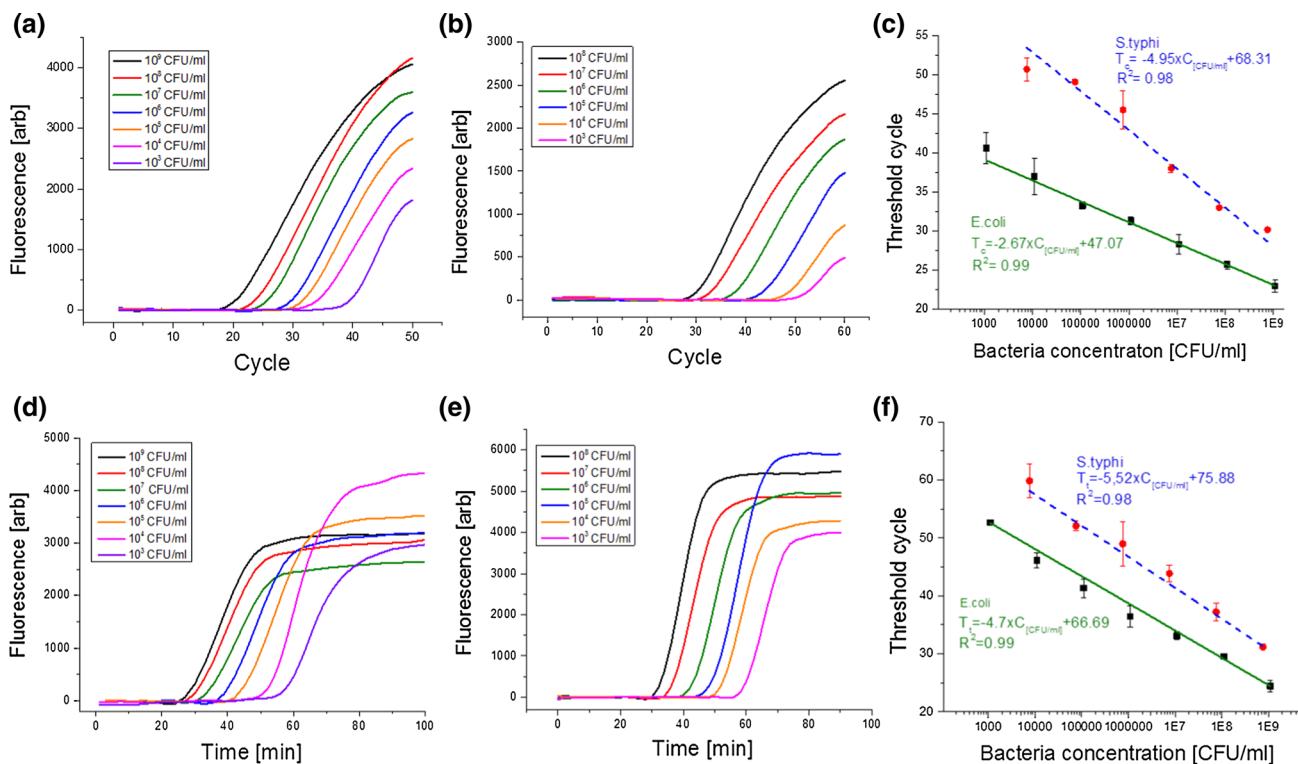 (a)
10⁹ CFU/ml
10⁸ CFU/ml
10⁷ CFU/ml
10⁶ CFU/ml
10⁵ CFU/ml
10⁴ CFU/ml
10³ CFU/ml
4000
3000
2000
1000
0
Fluorescence [arb]
0 10 20 30 40 50
Cycle
(b)
10⁸ CFU/ml
10⁷ CFU/ml
10⁶ CFU/ml
10⁵ CFU/ml
10⁴ CFU/ml
10³ CFU/ml
3000
2500
2000
1500
1000
500
0
Fluorescence [arb]
0 10 20 30 40 50 60
Cycle
(c)
S.typhi
T_c= -4.95xC_[CFU/ml]+68.31
R²= 0.98
E.coli
T_c=-2.67xC_[CFU/ml]+47.07
R²= 0.99
55
50
45
40
35
30
25
20
Threshold cycle
1000 10000 100000 1000000 1E7 1E8 1E9
Bacteria concentraton [CFU/ml]
(d)
10⁹ CFU/ml
10⁸ CFU/ml
10⁷ CFU/ml
10⁶ CFU/ml
10⁵ CFU/ml
10⁴ CFU/ml
10³ CFU/ml
5000
4000
3000
2000
1000
0
Fluorescence [arb]
0 20 40 60 80 100
Time [min]
(e)
10⁸ CFU/ml
10⁷ CFU/ml
10⁶ CFU/ml
10⁵ CFU/ml
10⁴ CFU/ml
10³ CFU/ml
6000
5000
4000
3000
2000
1000
0
Fluorescence [arb]
0 20 40 60 80 100
Time [min]
(f)
S.typhi
T_t=-5,52xC_[CFU/ml]+75.88
R²=0.98
E.coli
T_t=-4.7xC_[CFU/ml]+66.69
R²=0.99
70
60
50
40
30
20
Threshold cycle
1000 10000 100000 1000000 1E7 1E8 1E9
Bacteria concentration [CFU/ml]